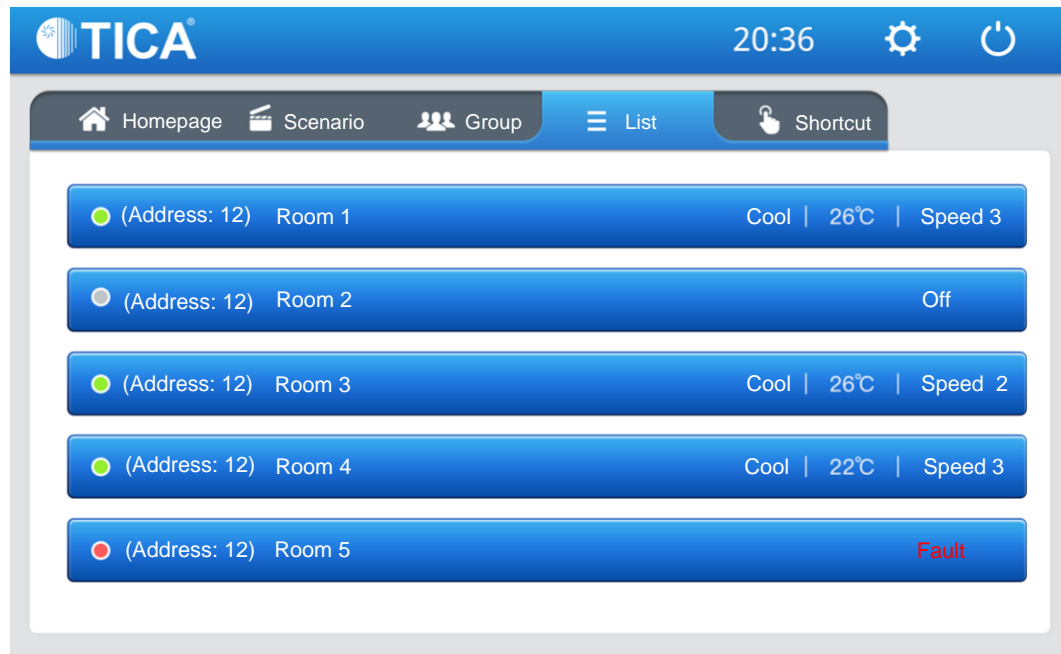 TICA® 20:36
Homepage Scenario Group List Shortcut
(Address: 12) Room 1 Cool | 26℃ | Speed 3
(Address: 12) Room 2 Off
(Address: 12) Room 3 Cool | 26℃ | Speed 2
(Address: 12) Room 4 Cool | 22℃ | Speed 3
(Address: 12) Room 5 Fault